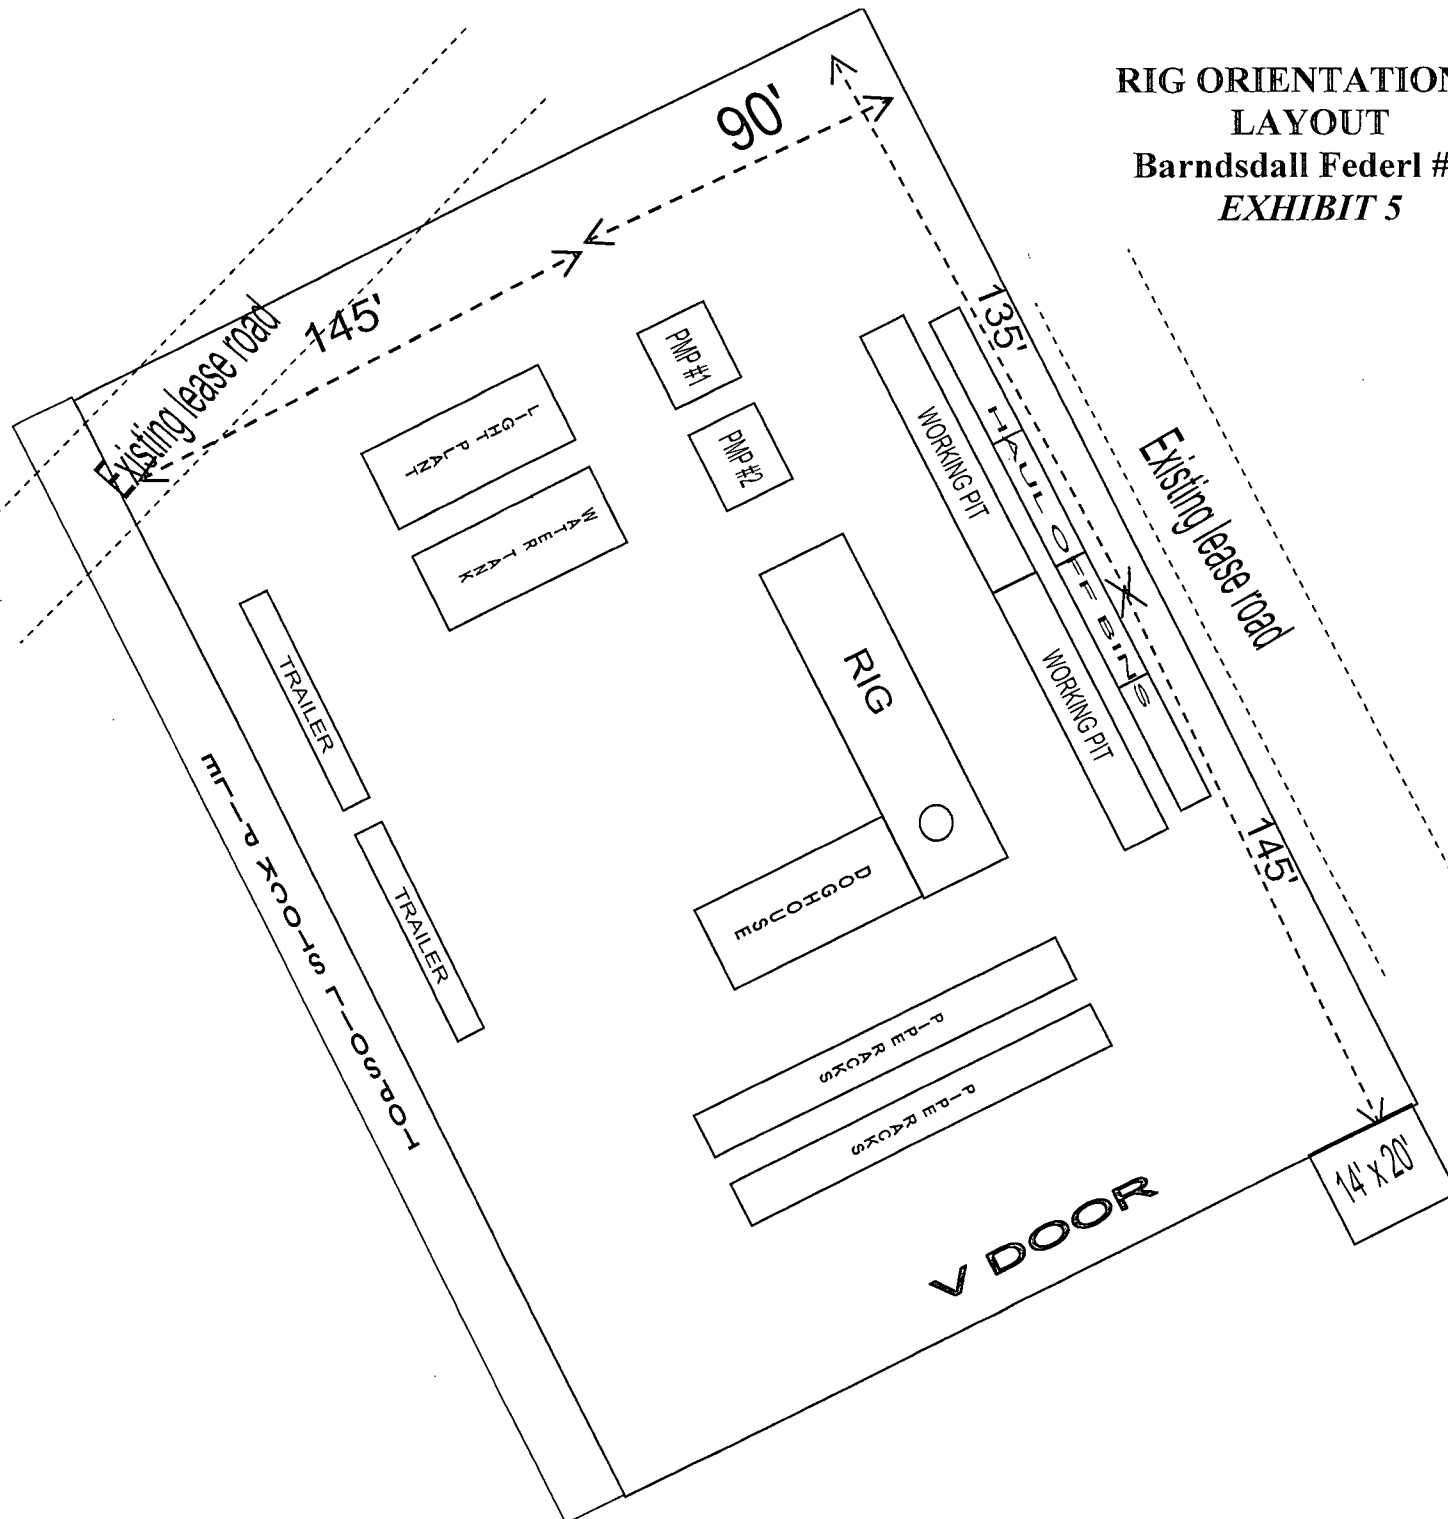 RIG ORIENTATION
LAYOUT
Barndsdall Federl #
EXHIBIT 5
90'
145'
135'
Existing lease road
PMP #1
PMP #2
LIGHT PLANT
WATER TANK
WORKING PIT
HAUL OFF BINS
Existing lease road
RIG
WORKING PIT
TRAILER
TRAILER
TOPSOIL STOCK PILE
DOGHOUSE
145'
PIPE RACKS
PIPE RACKS
14' x 20'
V DOOR